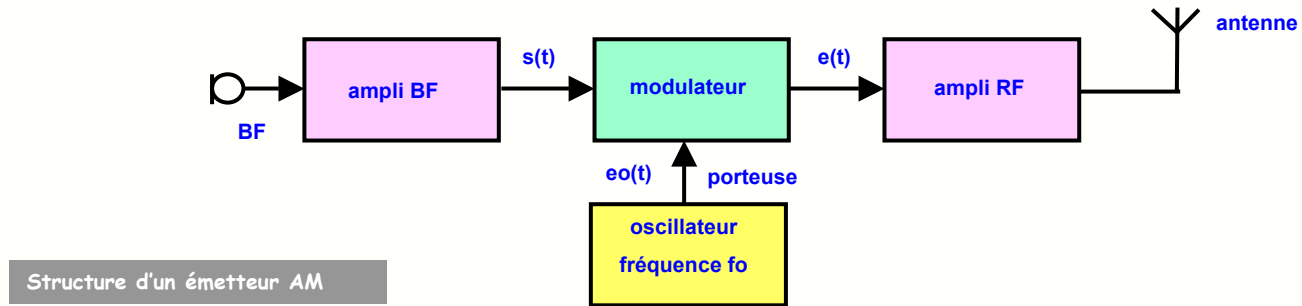 antenne
s(t)
e(t)
ampli BF
modulateur
ampli RF
BF
eo(t)
porteuse
oscillateur
fréquence fo
Structure d'un émetteur AM